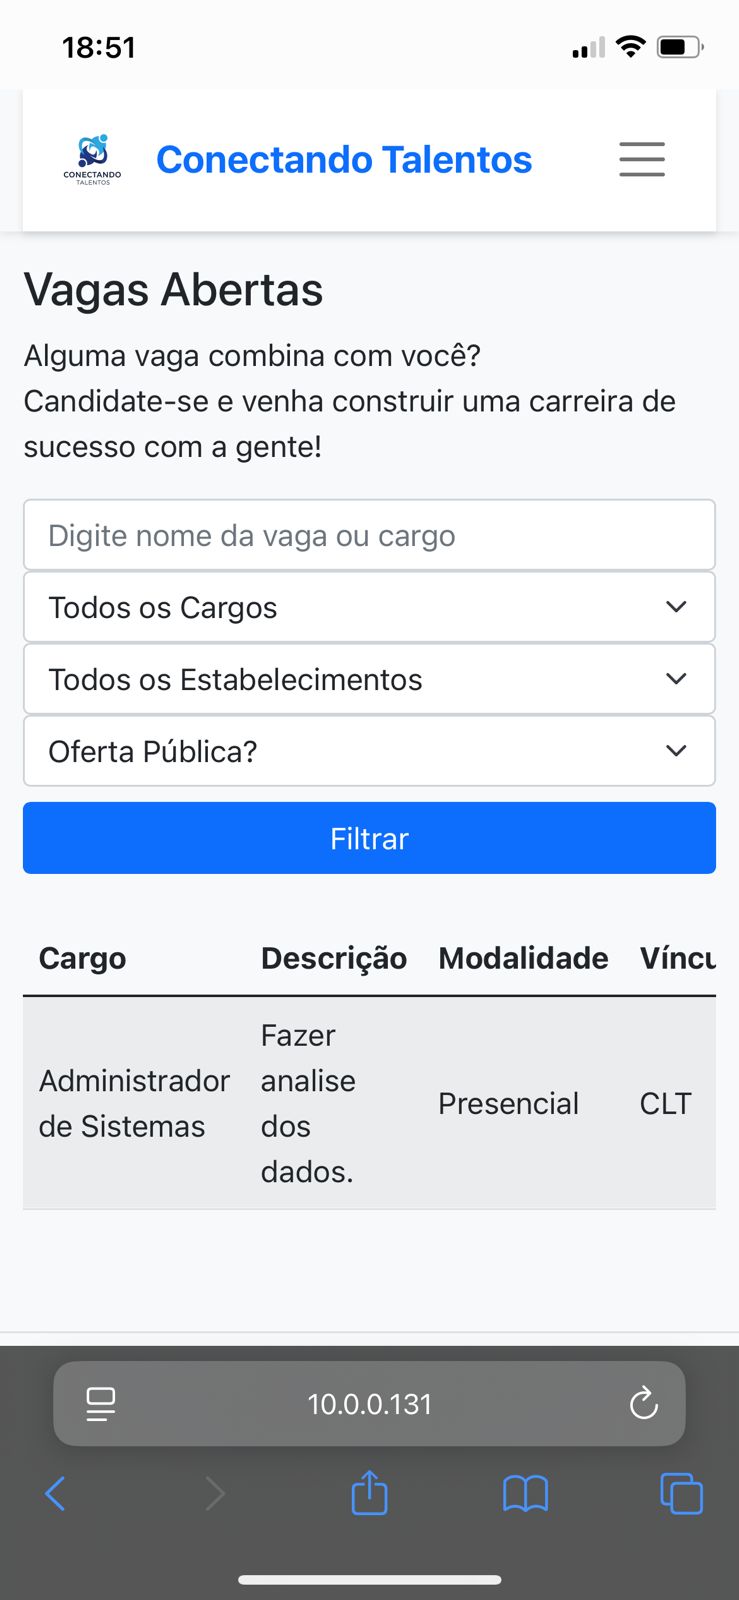 18:51
CONECTANDO
TALENTOS
Conectando Talentos
Vagas Abertas
Alguma vaga combina com você?
Candidate-se e venha construir uma carreira de
sucesso com a gente!
Digite nome da vaga ou cargo
Todos os Cargos
Todos os Estabelecimentos
Oferta Pública?
Filtrar
Cargo Descrição Modalidade Víncu
Administrador de Sistemas
Fazer
analise
dos
dados.
Presencial
CLT
10.0.0.131